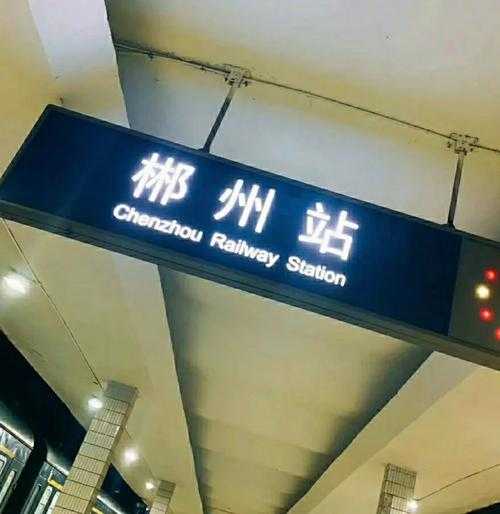 郴州站
Chenzhou Railway Station